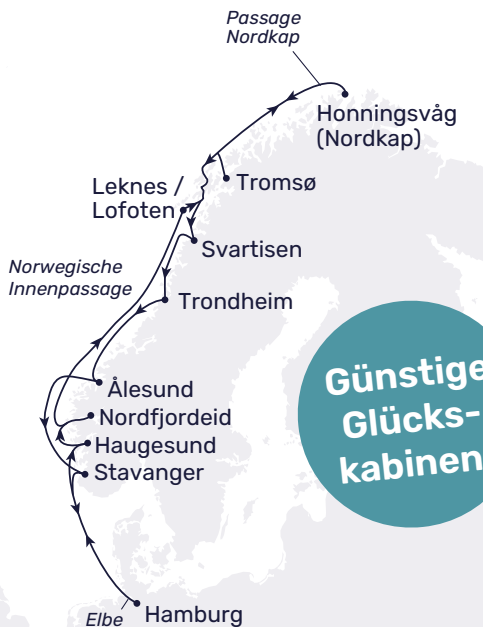 Passage
Nordkap
Honningsvåg
(Nordkap)
Tromsø
Leknes /
Lofoten
Svartisen
Norwegische
Innenpassage
Trondheim
Günstige
Glücks-
kabinen
Ålesund
Nordfjordeid
Haugesund
Stavanger
Elbe
Hamburg